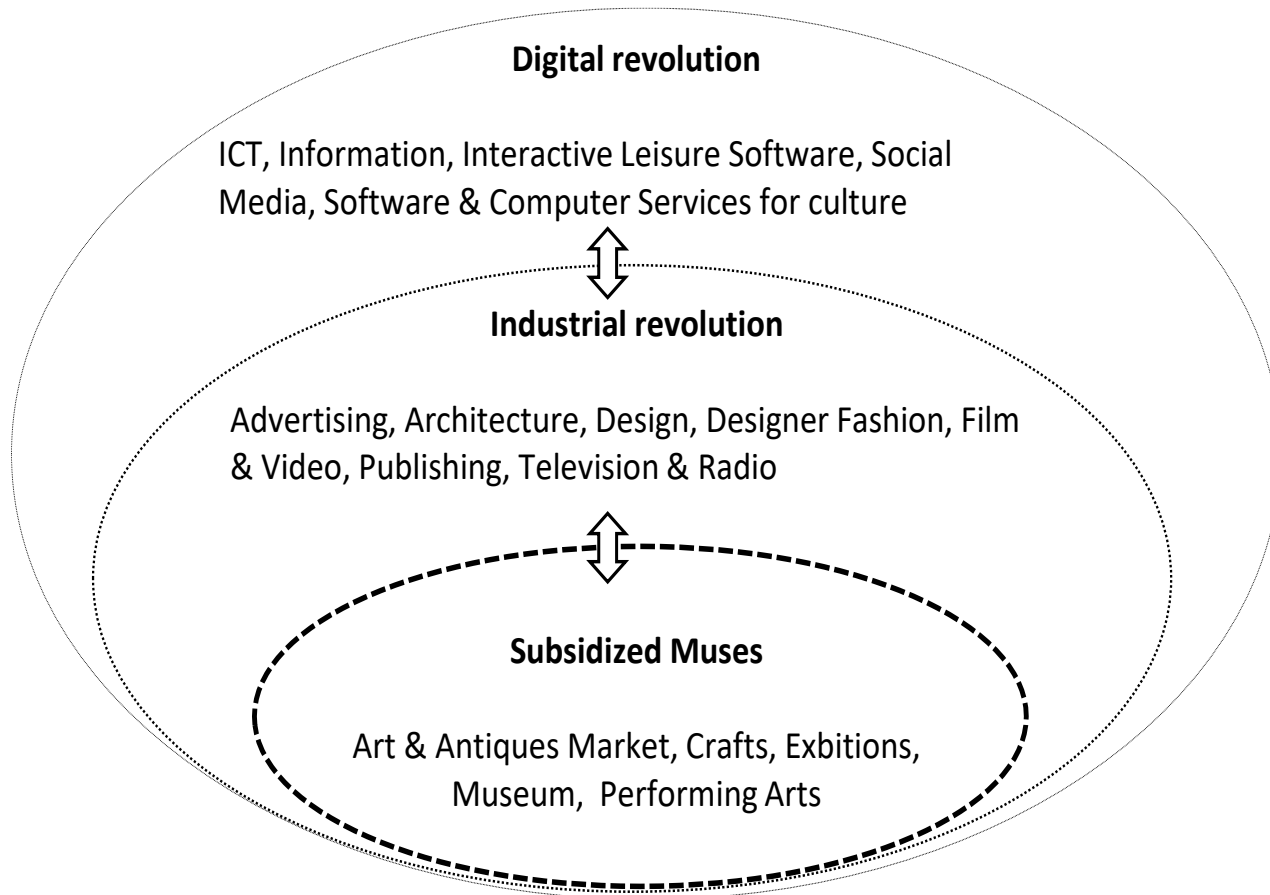 Digital revolution
ICT, Information, Interactive Leisure Software, Social
Media, Software & Computer Services for culture
Industrial revolution
Advertising, Architecture, Design, Designer Fashion, Film
& Video, Publishing, Television & Radio
Subsidized Muses
Art & Antiques Market, Crafts, Exbitions,
Museum, Performing Arts